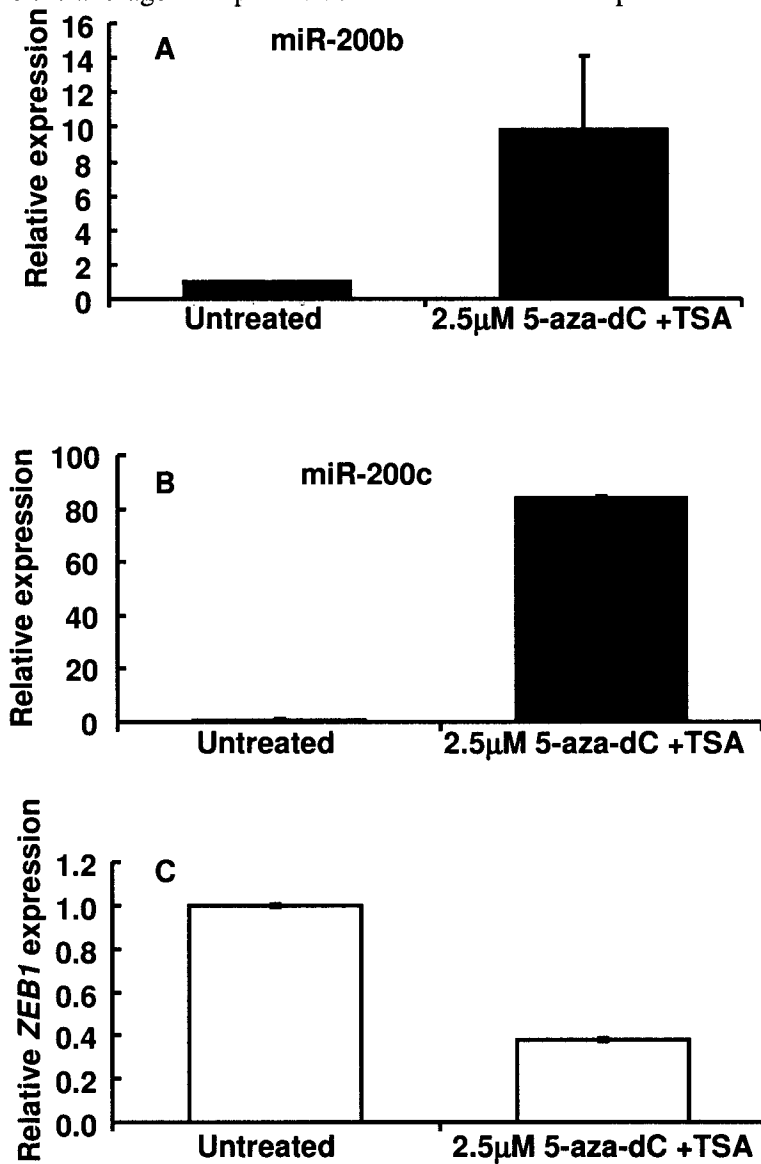 A miR-200b
Relative expression
16
14
12
10
8
6
4
2
0
Untreated 2.5μM 5-aza-dC +TSA
B miR-200c
Relative expression
100
80
60
40
20
0
Untreated 2.5μM 5-aza-dC +TSA
C
Relative ZEB1 expression
1.2
1.0
0.8
0.6
0.4
0.2
0.0
Untreated 2.5μM 5-aza-dC +TSA